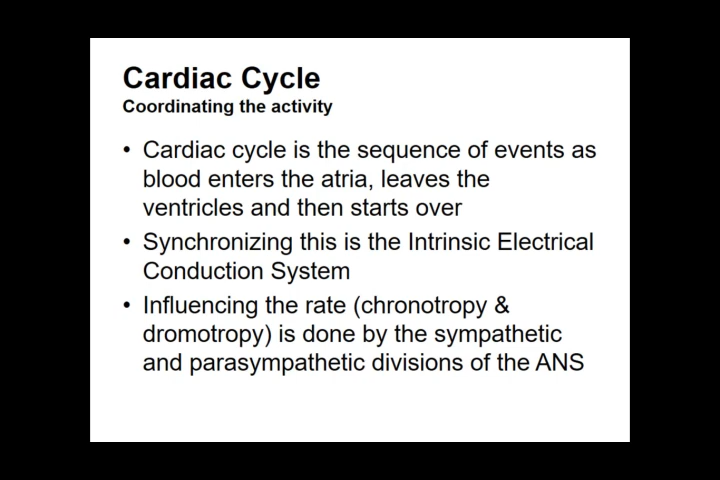 Cardiac Cycle
Coordinating the activity
• Cardiac cycle is the sequence of events as
blood enters the atria, leaves the
ventricles and then starts over
• Synchronizing this is the Intrinsic Electrical
Conduction System
• Influencing the rate (chronotropy &
dromotropy) is done by the sympathetic
and parasympathetic divisions of the ANS